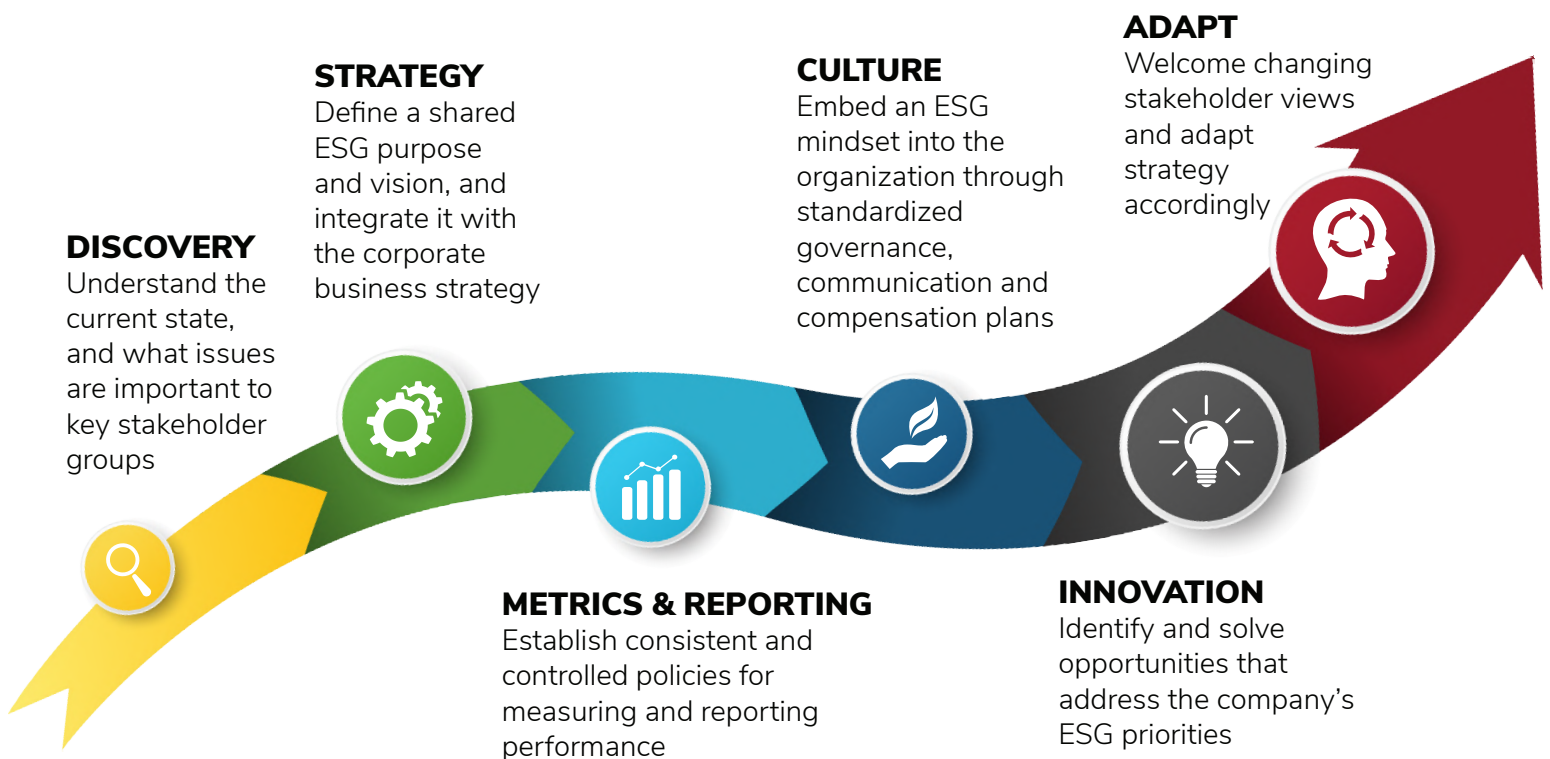 DISCOVERY
Understand the
current state,
and what issues
are important to
key stakeholder
groups
STRATEGY
Define a shared
ESG purpose
and vision, and
integrate it with
the corporate
business strategy
METRICS & REPORTING
Establish consistent and
controlled policies for
measuring and reporting
performance
CULTURE
Embed an ESG
mindset into the
organization through
standardized
governance,
communication and
compensation plans
INNOVATION
Identify and solve
opportunities that
address the company’s
ESG priorities
ADAPT
Welcome changing
stakeholder views
and adapt
strategy
accordingly